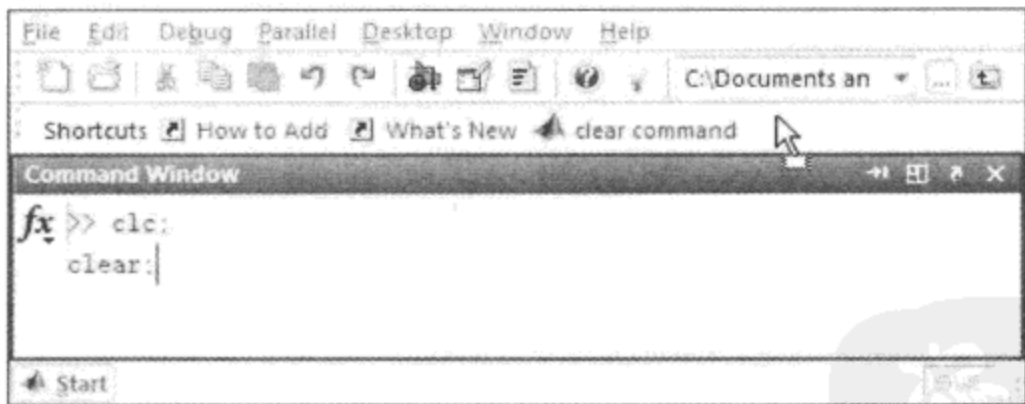 File Edit Debug Parallel Desktop Window Help
C:\Documents an ...
Shortcuts How to Add What's New clear command
Command Window
fx >> clc;
clear;
Start